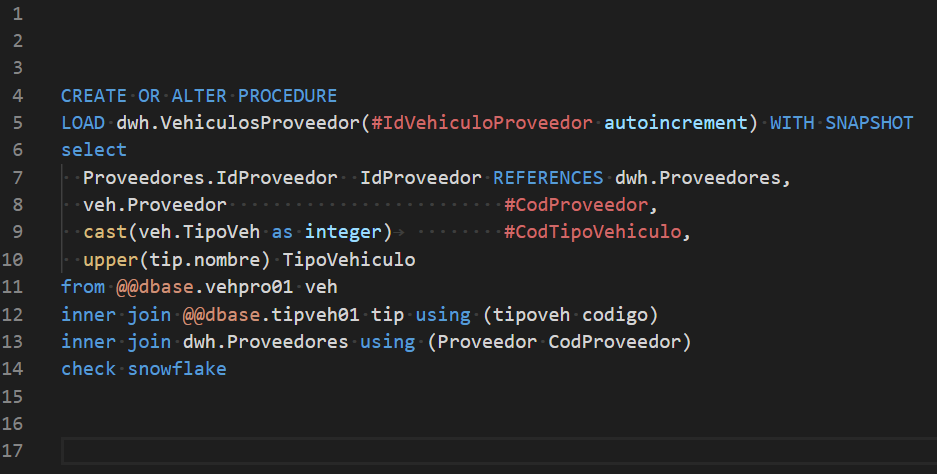 1
2
3
4 CREATE OR ALTER PROCEDURE
5 LOAD dwh.VehiculosProveedor(#IdVehiculoProveedor autoincrement) WITH SNAPSHOT
6 select
7 Proveedores.IdProveedor IdProveedor REFERENCES dwh.Proveedores,
8 veh.Proveedor #CodProveedor,
9 cast(veh.TipoVeh as integer) #CodTipoVehiculo,
10 upper(tip.nombre) TipoVehiculo
11 from @@dbase.vehpro01 veh
12 inner join @@dbase.tipveh01 tip using (tipoveh codigo)
13 inner join dwh.Proveedores using (Proveedor CodProveedor)
14 check snowflake
15
16
17